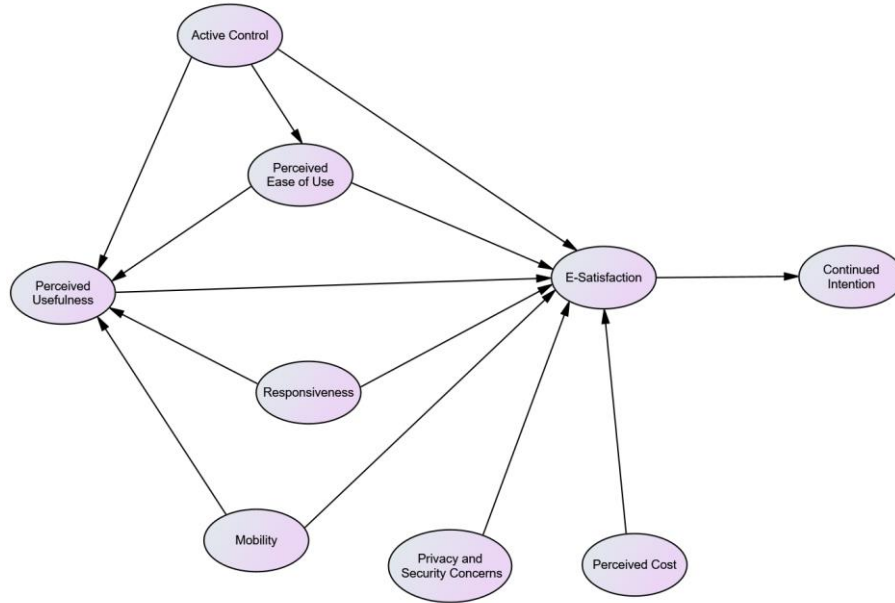 Active Control
Perceived
Ease of Use
Perceived
Usefulness
E-Satisfaction
Continued
Intention
Responsiveness
Mobility
Privacy and
Security Concerns
Perceived Cost